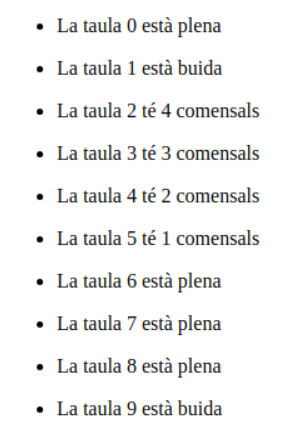 La taula 0 està plena
La taula 1 està buida
La taula 2 té 4 comensals
La taula 3 té 3 comensals
La taula 4 té 2 comensals
La taula 5 té 1 comensals
La taula 6 està plena
La taula 7 està plena
La taula 8 està plena
La taula 9 està buida